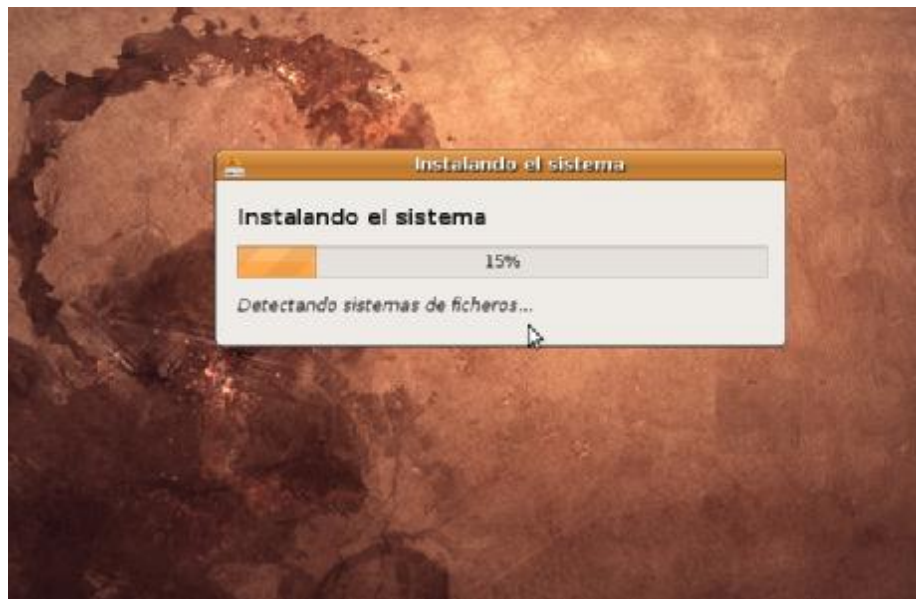 Instalando el sistema
Instalando el sistema
15%
Detectando sistemas de ficheros...